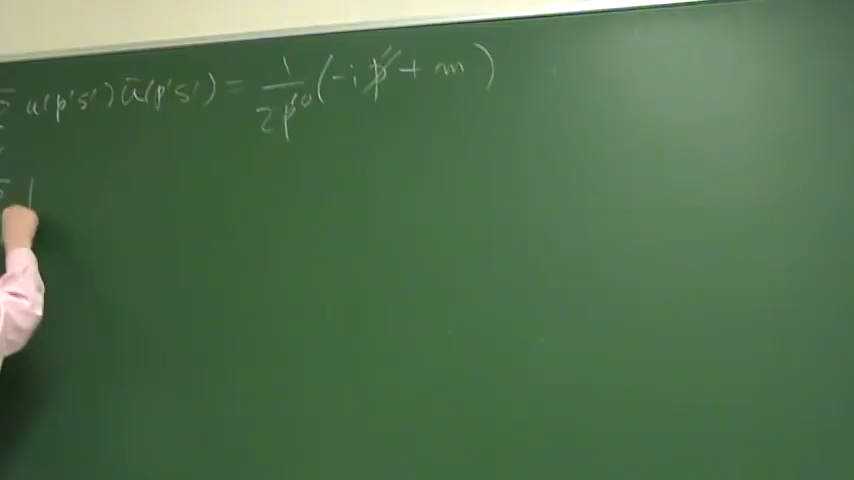 Σ u(p's') ū(p's') = 1/(2p'⁰) (-i p̸' + m)
Σ |